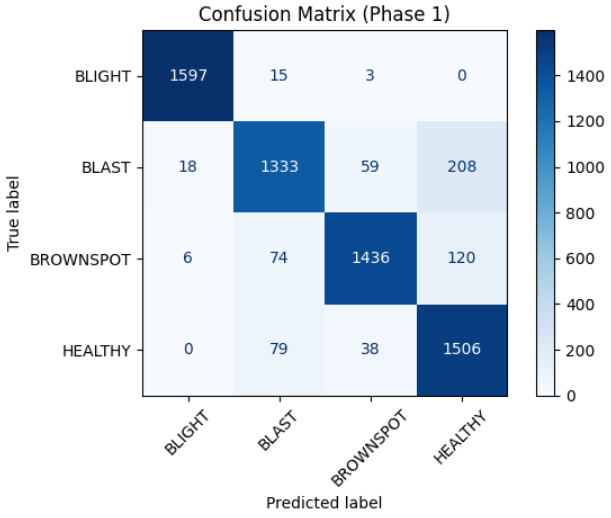 Confusion Matrix (Phase 1)
True label
BLIGHT 1597 15 3 0
BLAST 18 1333 59 208
BROWNSPOT 6 74 1436 120
HEALTHY 0 79 38 1506
BLIGHT BLAST BROWNSPOT HEALTHY
Predicted label
1400
1200
1000
800
600
400
200
0